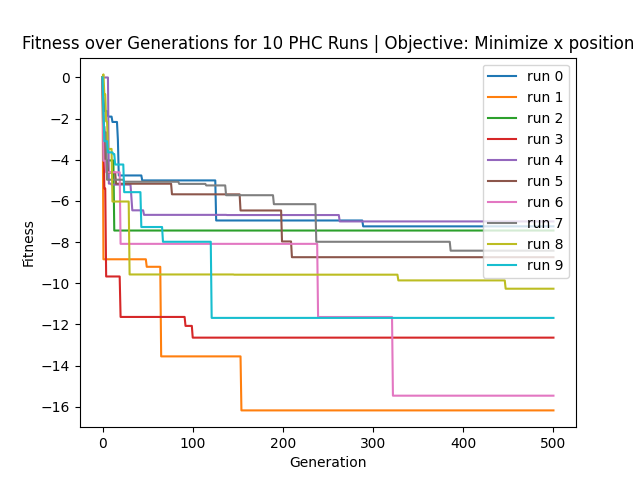 Fitness over Generations for 10 PHC Runs | Objective: Minimize x position
0
−2
−4
−6
−8
−10
−12
−14
−16
Fitness
0
100
200
300
400
500
Generation
run 0
run 1
run 2
run 3
run 4
run 5
run 6
run 7
run 8
run 9